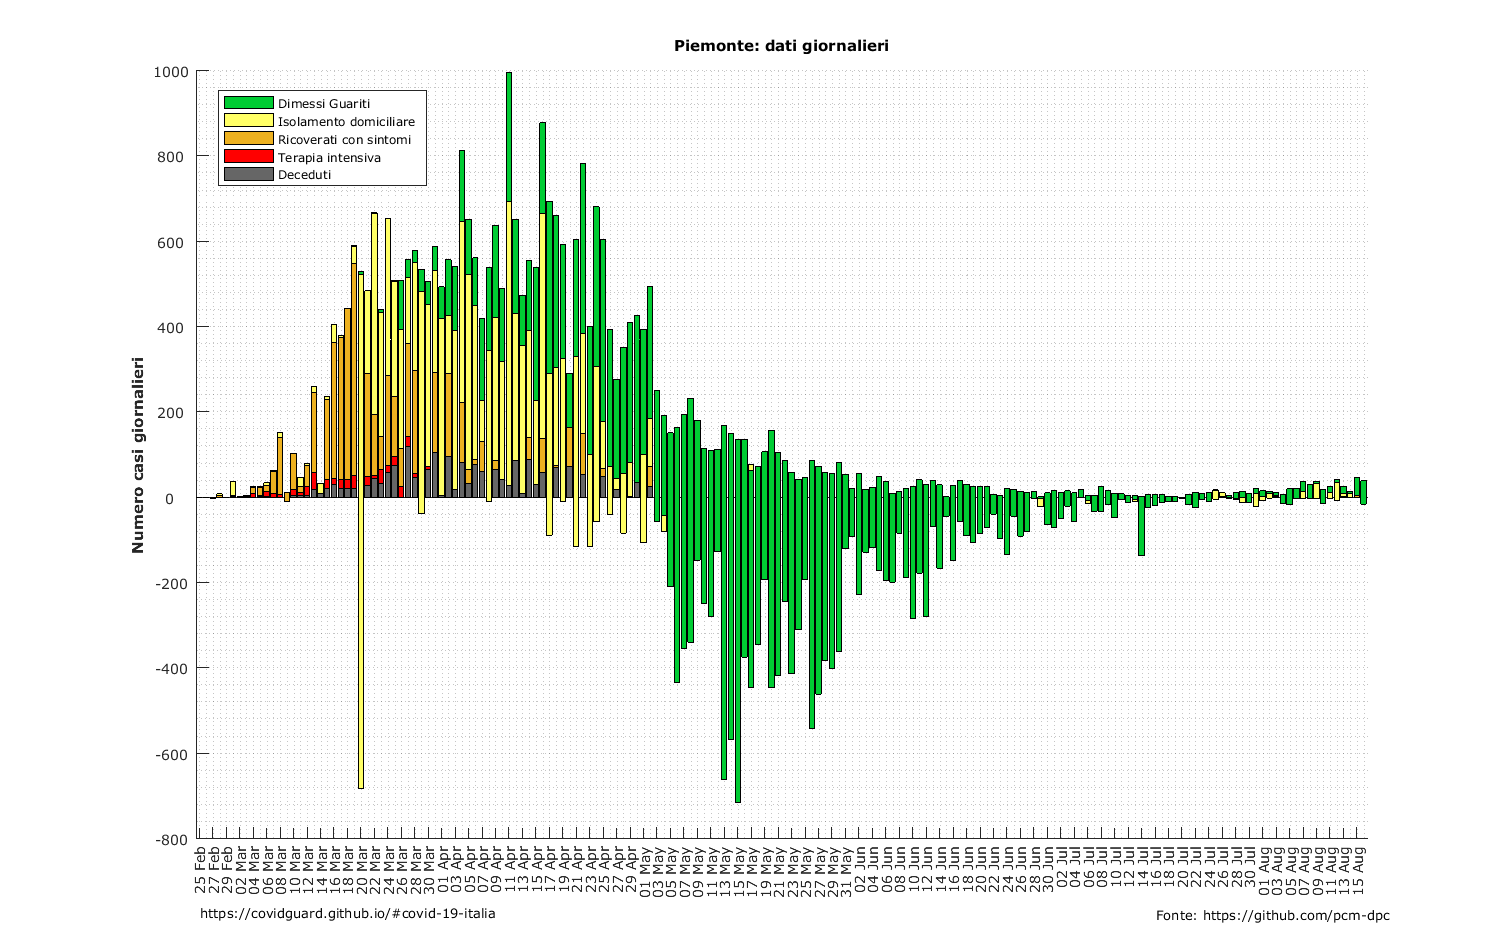 Piemonte: dati giornalieri
1000
800
600
400
200
0
-200
-400
-600
-800
Numero casi giornalieri
Dimessi Guariti
Isolamento domiciliare
Ricoverati con sintomi
Terapia intensiva
Deceduti
25 Feb
27 Feb
29 Feb
02 Mar
04 Mar
06 Mar
08 Mar
10 Mar
12 Mar
14 Mar
16 Mar
18 Mar
20 Mar
22 Mar
24 Mar
26 Mar
28 Mar
30 Mar
01 Apr
03 Apr
05 Apr
07 Apr
09 Apr
11 Apr
13 Apr
15 Apr
17 Apr
19 Apr
21 Apr
23 Apr
25 Apr
27 Apr
29 Apr
01 May
03 May
05 May
07 May
09 May
11 May
13 May
15 May
17 May
19 May
21 May
23 May
25 May
27 May
29 May
31 May
02 Jun
04 Jun
06 Jun
08 Jun
10 Jun
12 Jun
14 Jun
16 Jun
18 Jun
20 Jun
22 Jun
24 Jun
26 Jun
28 Jun
30 Jun
02 Jul
04 Jul
06 Jul
08 Jul
10 Jul
12 Jul
14 Jul
16 Jul
18 Jul
20 Jul
22 Jul
24 Jul
26 Jul
28 Jul
30 Jul
01 Aug
03 Aug
05 Aug
07 Aug
09 Aug
11 Aug
13 Aug
15 Aug
https://covidguard.github.io/#covid-19-italia
Fonte: https://github.com/pcm-dpc